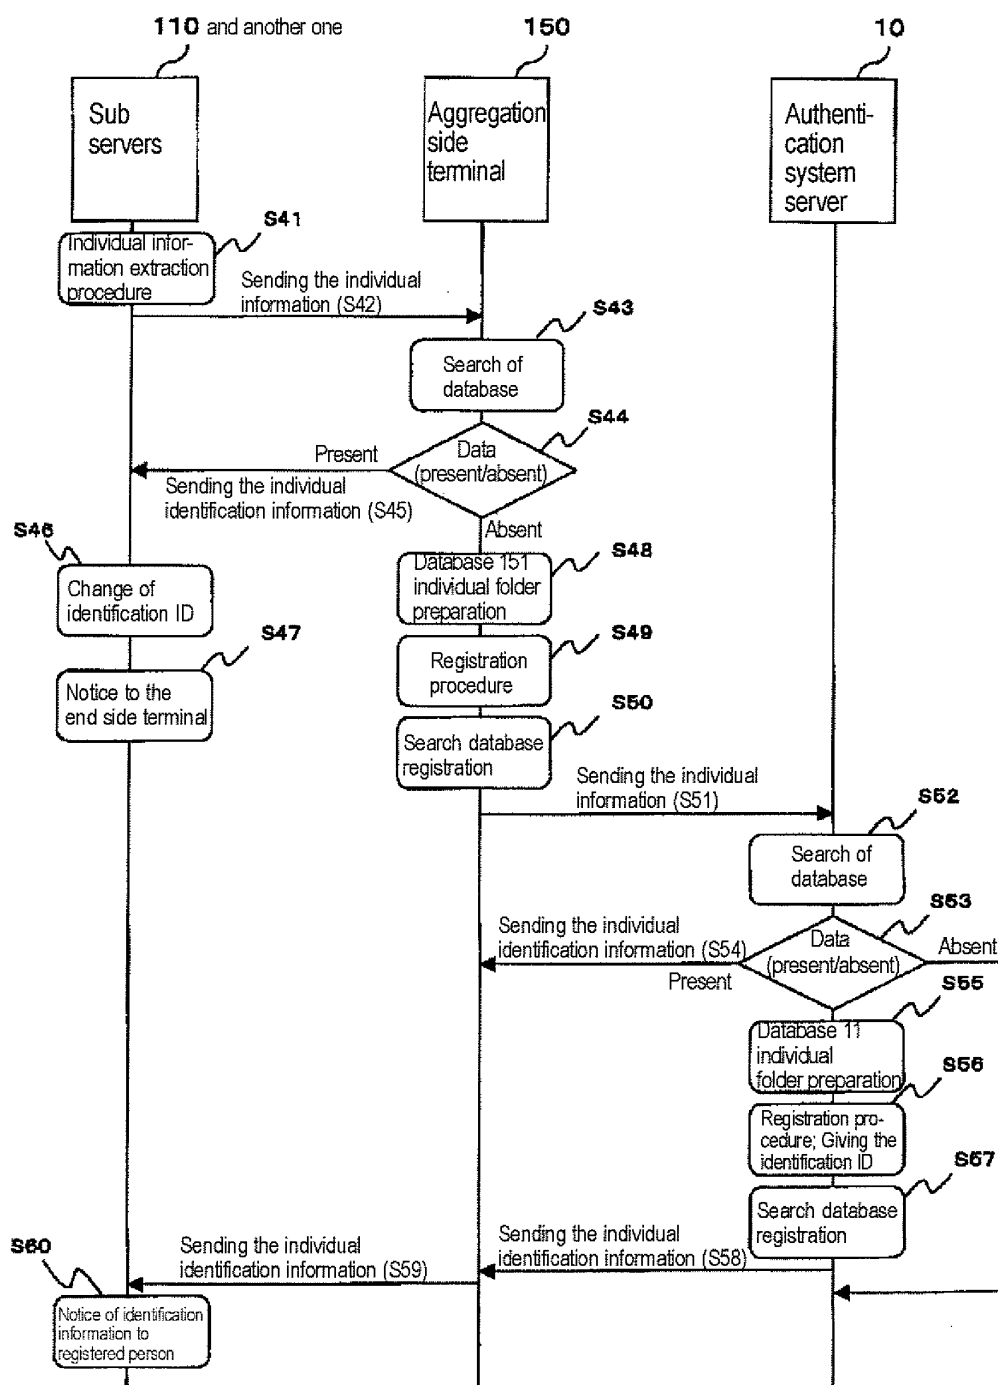 110 and another one
150
10
Sub
servers
Aggregation
side
terminal
Authenti-
cation
system
server
S41
Individual infor-
mation extraction
procedure
Sending the individual
information (S42)
S43
Search of
database
S44
Data
(present/absent)
Present
Sending the individual
identification information (S45)
Absent
S46
Change of
identification ID
S47
Notice to the
end side terminal
S48
Database 151
individual folder
preparation
S49
Registration
procedure
S50
Search database
registration
Sending the individual
information (S51)
S52
Search of
database
S53
Data
(present/absent)
Absent
Sending the individual
identification information (S54)
Present
S55
Database 11
individual
folder preparation
S56
Registration pro-
cedure; Giving the
identification ID
S57
Search database
registration
Sending the individual
identification information (S58)
Sending the individual
identification information (S59)
S60
Notice of identification
information to
registered person